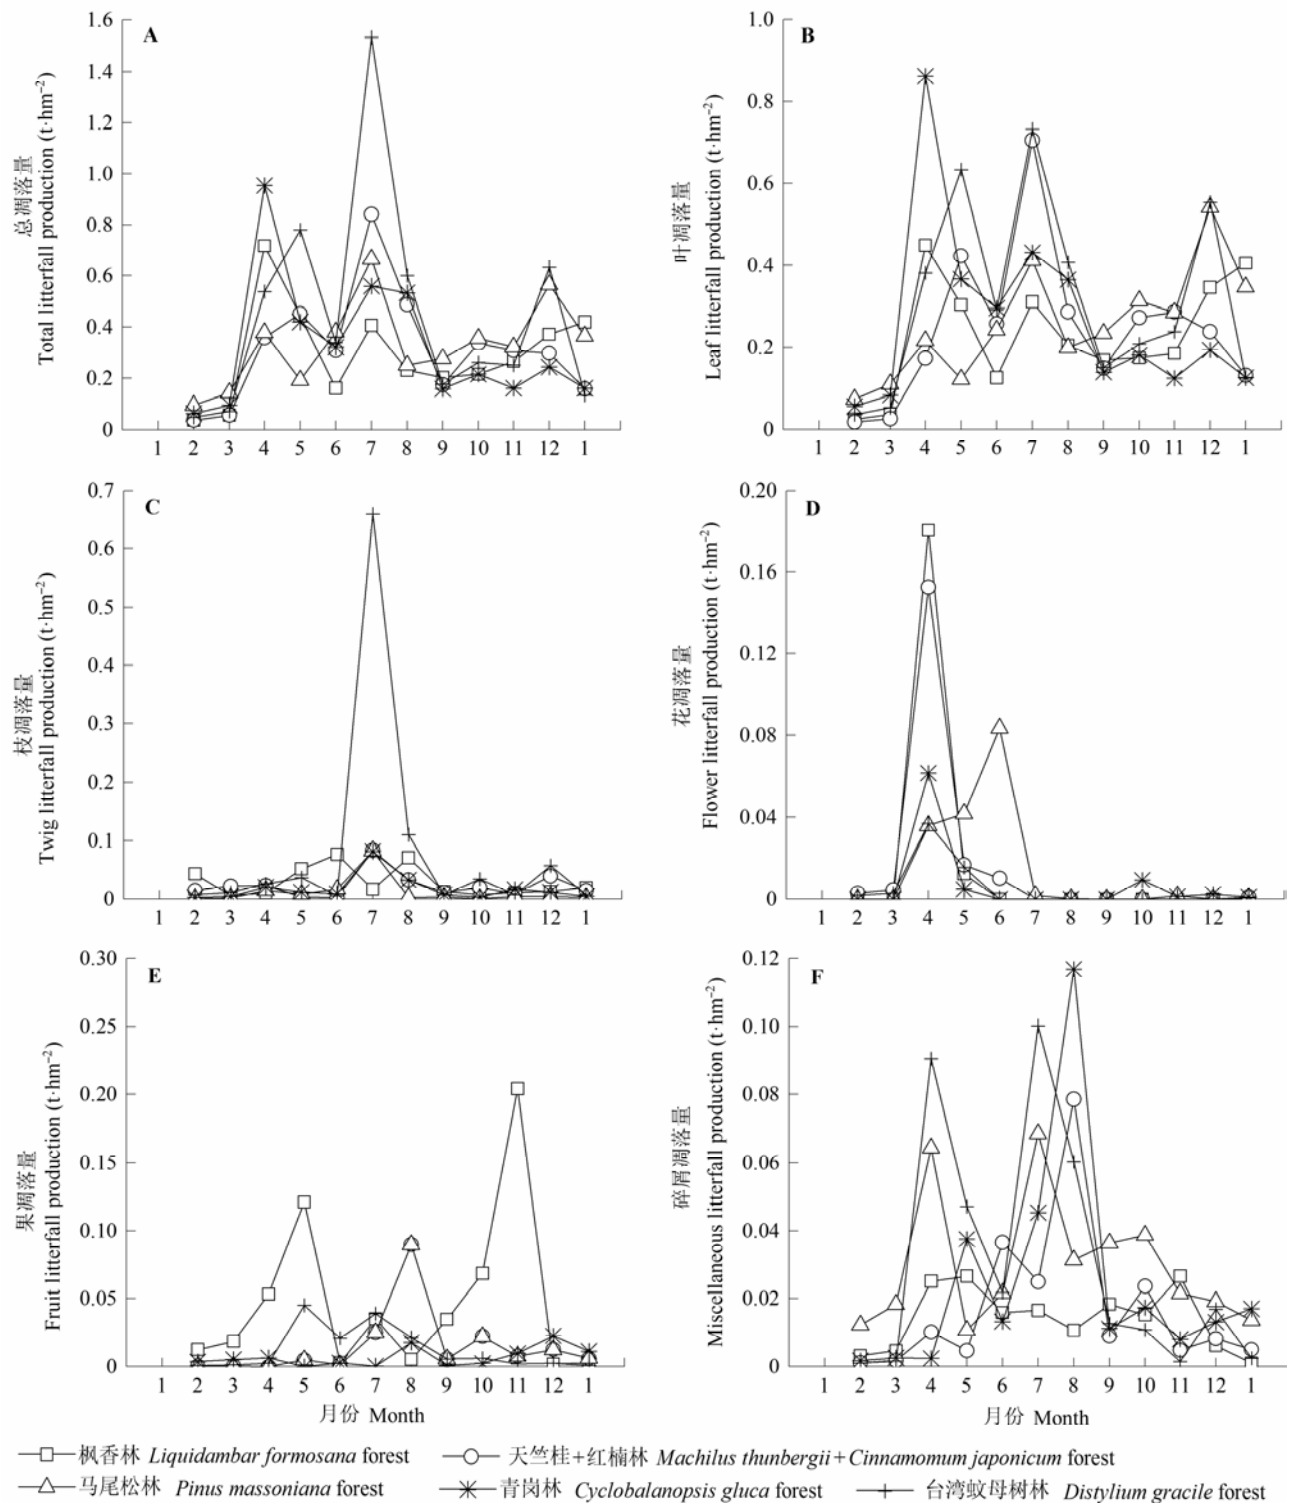 A
总凋落量
Total litterfall production (t·hm⁻²)
1.6
1.4
1.2
1.0
0.8
0.6
0.4
0.2
0
1 2 3 4 5 6 7 8 9 10 11 12 1
B
叶凋落量
Leaf litterfall production (t·hm⁻²)
1.0
0.8
0.6
0.4
0.2
0
1 2 3 4 5 6 7 8 9 10 11 12 1
C
枝凋落量
Twig litterfall production (t·hm⁻²)
0.7
0.6
0.5
0.4
0.3
0.2
0.1
0
1 2 3 4 5 6 7 8 9 10 11 12 1
D
花凋落量
Flower litterfall production (t·hm⁻²)
0.20
0.16
0.12
0.08
0.04
0
1 2 3 4 5 6 7 8 9 10 11 12 1
E
果凋落量
Fruit litterfall production (t·hm⁻²)
0.30
0.25
0.20
0.15
0.10
0.05
0
1 2 3 4 5 6 7 8 9 10 11 12 1
月份 Month
F
碎屑凋落量
Miscellaneous litterfall production (t·hm⁻²)
0.12
0.10
0.08
0.06
0.04
0.02
0
1 2 3 4 5 6 7 8 9 10 11 12 1
月份 Month
枫香林 Liquidambar formosana forest
天竺桂+红楠林 Machilus thunbergii+Cinnamomum japonicum forest
马尾松林 Pinus massoniana forest
青岗林 Cyclobalanopsis gluca forest
台湾蚊母树林 Distylium gracile forest